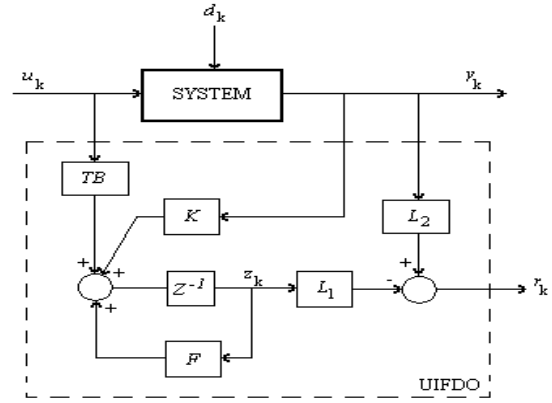 d_k
u_k
SYSTEM
y_k
TB
K
L_2
+
+
+
Z^-1
z_k
L_1
-
+
r_k
F
UIFDO